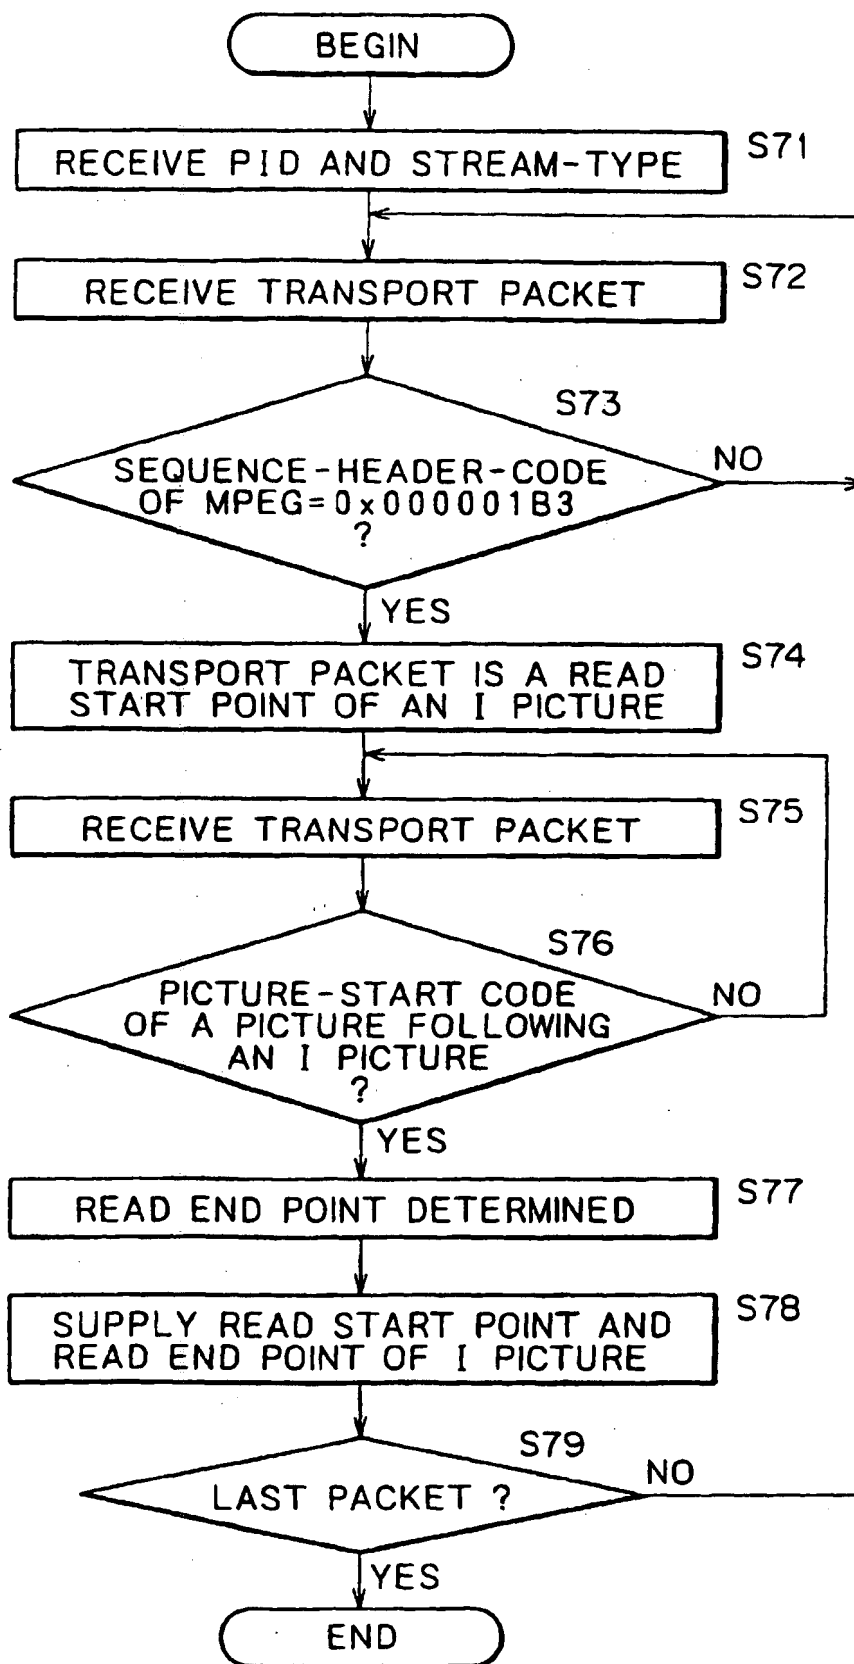 BEGIN
RECEIVE PID AND STREAM-TYPE
S71
RECEIVE TRANSPORT PACKET
S72
S73
SEQUENCE-HEADER-CODE
OF MPEG=0x000001B3
?
NO
YES
TRANSPORT PACKET IS A READ
START POINT OF AN I PICTURE
S74
RECEIVE TRANSPORT PACKET
S75
S76
PICTURE-START CODE
OF A PICTURE FOLLOWING
AN I PICTURE
?
NO
YES
READ END POINT DETERMINED
S77
SUPPLY READ START POINT AND
READ END POINT OF I PICTURE
S78
S79
LAST PACKET ?
NO
YES
END